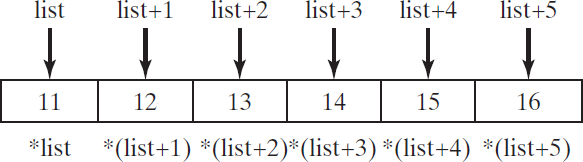 list list+1 list+2 list+3 list+4 list+5
11 12 13 14 15 16
*list *(list+1) *(list+2)*(list+3) *(list+4) *(list+5)